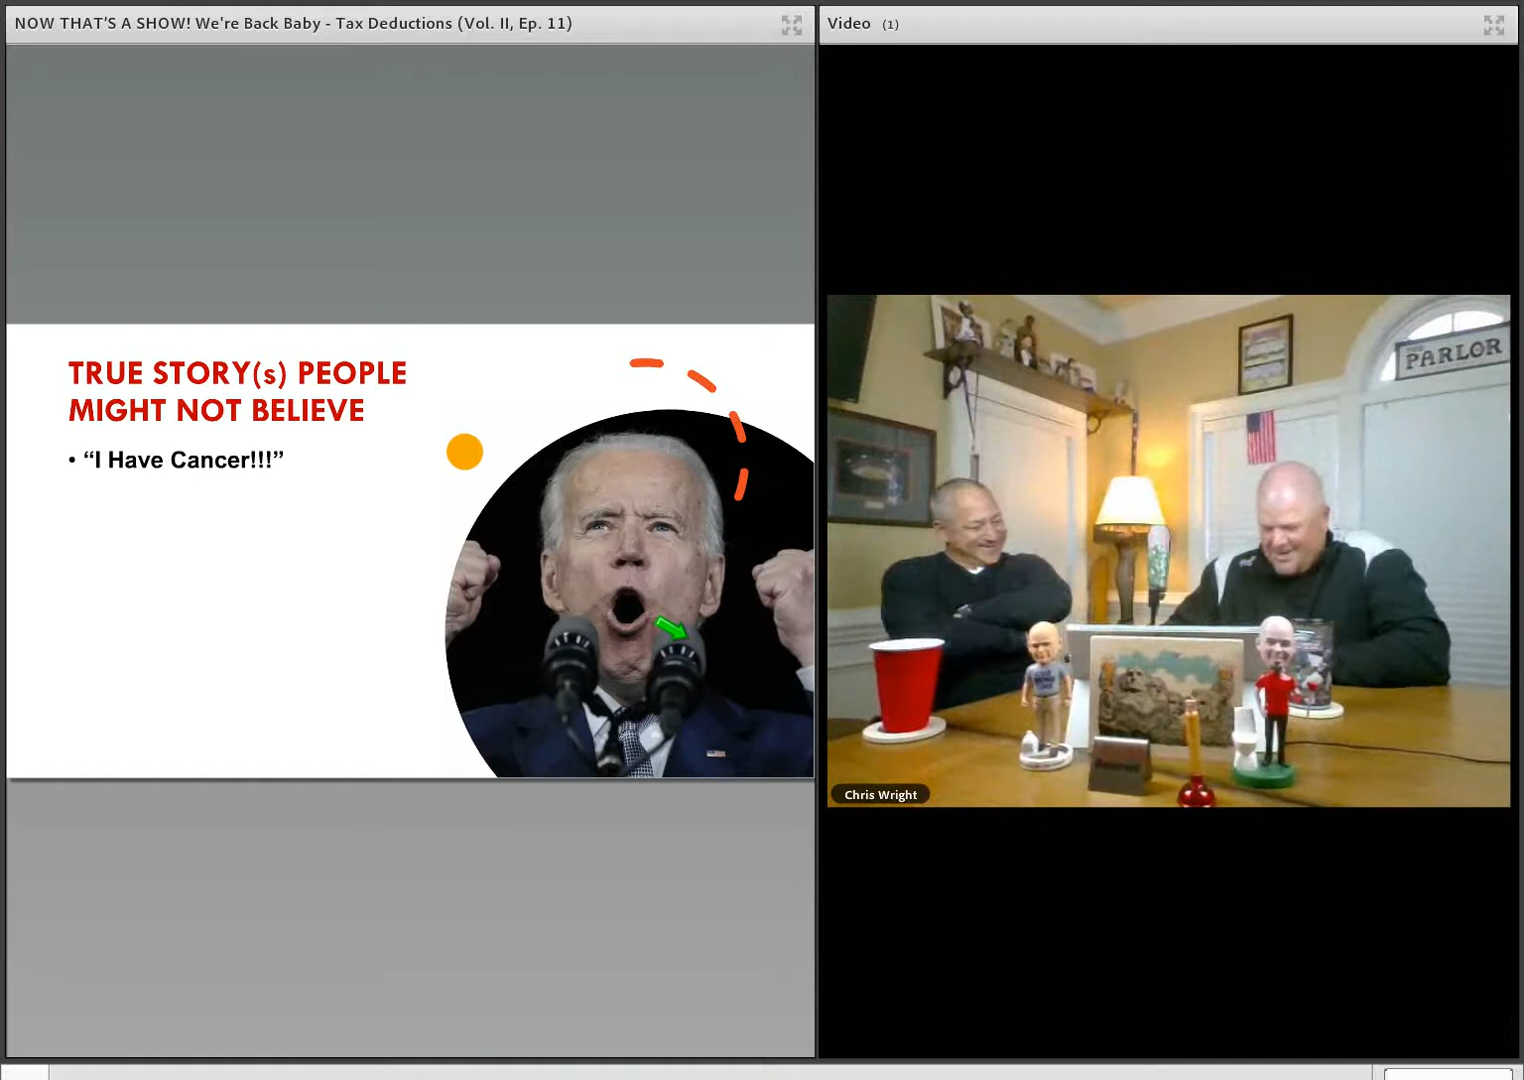 NOW THAT'S A SHOW! We're Back Baby - Tax Deductions (Vol. II, Ep. 11)
Video (1)
TRUE STORY(s) PEOPLE
MIGHT NOT BELIEVE
• “I Have Cancer!!!”
PARLOR
Chris Wright